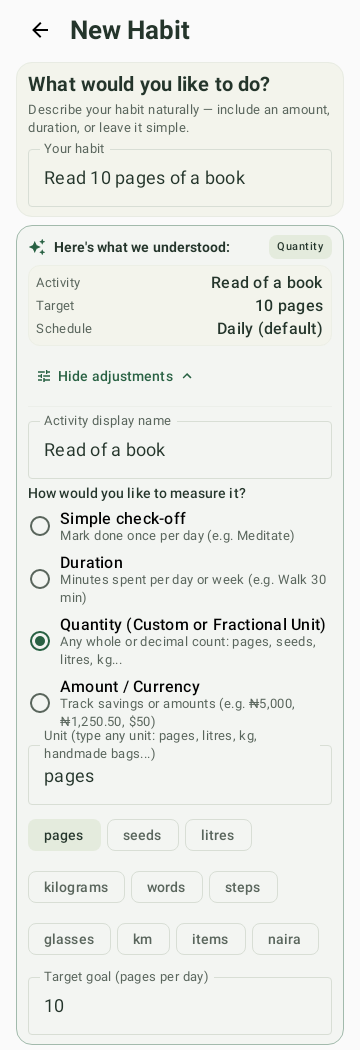 New Habit
What would you like to do?
Describe your habit naturally — include an amount,
duration, or leave it simple.
Your habit
Read 10 pages of a book
Here's what we understood:
Quantity
Activity Read of a book
Target 10 pages
Schedule Daily (default)
Hide adjustments
Activity display name
Read of a book
How would you like to measure it?
Simple check-off
Mark done once per day (e.g. Meditate)
Duration
Minutes spent per day or week (e.g. Walk 30
min)
Quantity (Custom or Fractional Unit)
Any whole or decimal count: pages, seeds,
litres, kg...
Amount / Currency
Track savings or amounts (e.g. ₦5,000,
₦1,250.50, $50)
Unit (type any unit: pages, litres, kg,
handmade bags...)
pages
pages seeds litres
kilograms words steps
glasses km items naira
Target goal (pages per day)
10